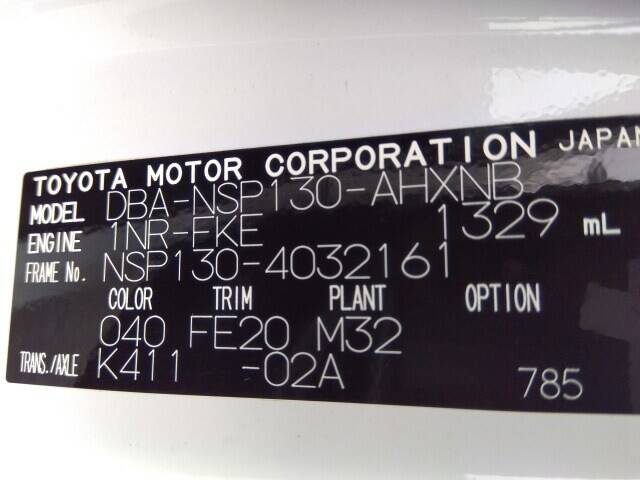 TOYOTA MOTOR CORPORATION JAPAN
MODEL DBA-NSP130-AHXNB
ENGINE 1NR-FKE 1329 mL
FRAME No. NSP130-4032161
COLOR TRIM PLANT OPTION
040 FE20 M32
TRANS./AXLE K411 -02A
785